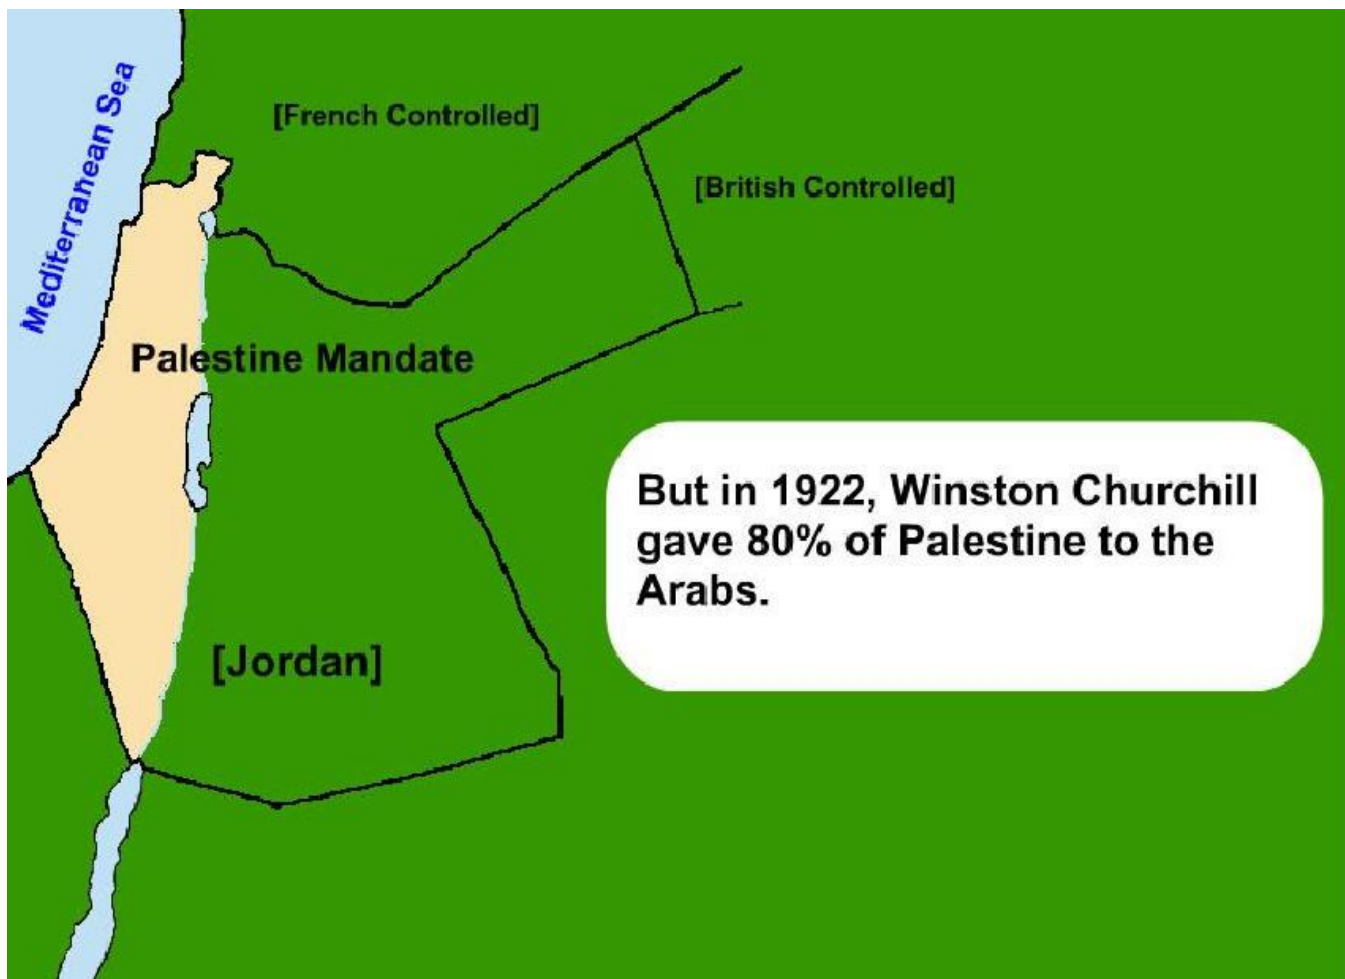 Mediterranean Sea
[French Controlled]
[British Controlled]
Palestine Mandate
But in 1922, Winston Churchill
gave 80% of Palestine to the
Arabs.
[Jordan]